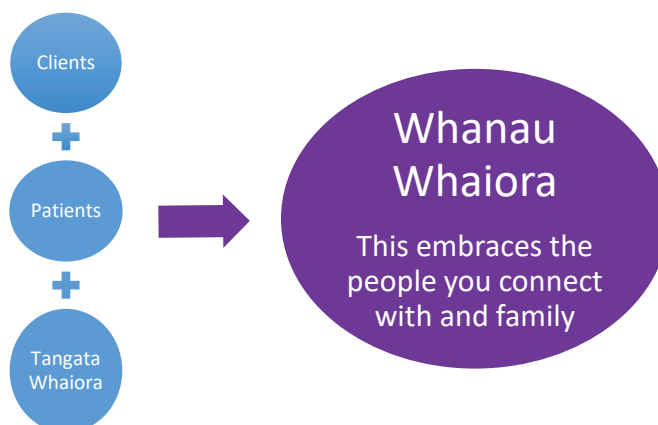 Clients
Patients
Tangata
Whaiora
Whanau
Whaiora
This embraces the
people you connect
with and family